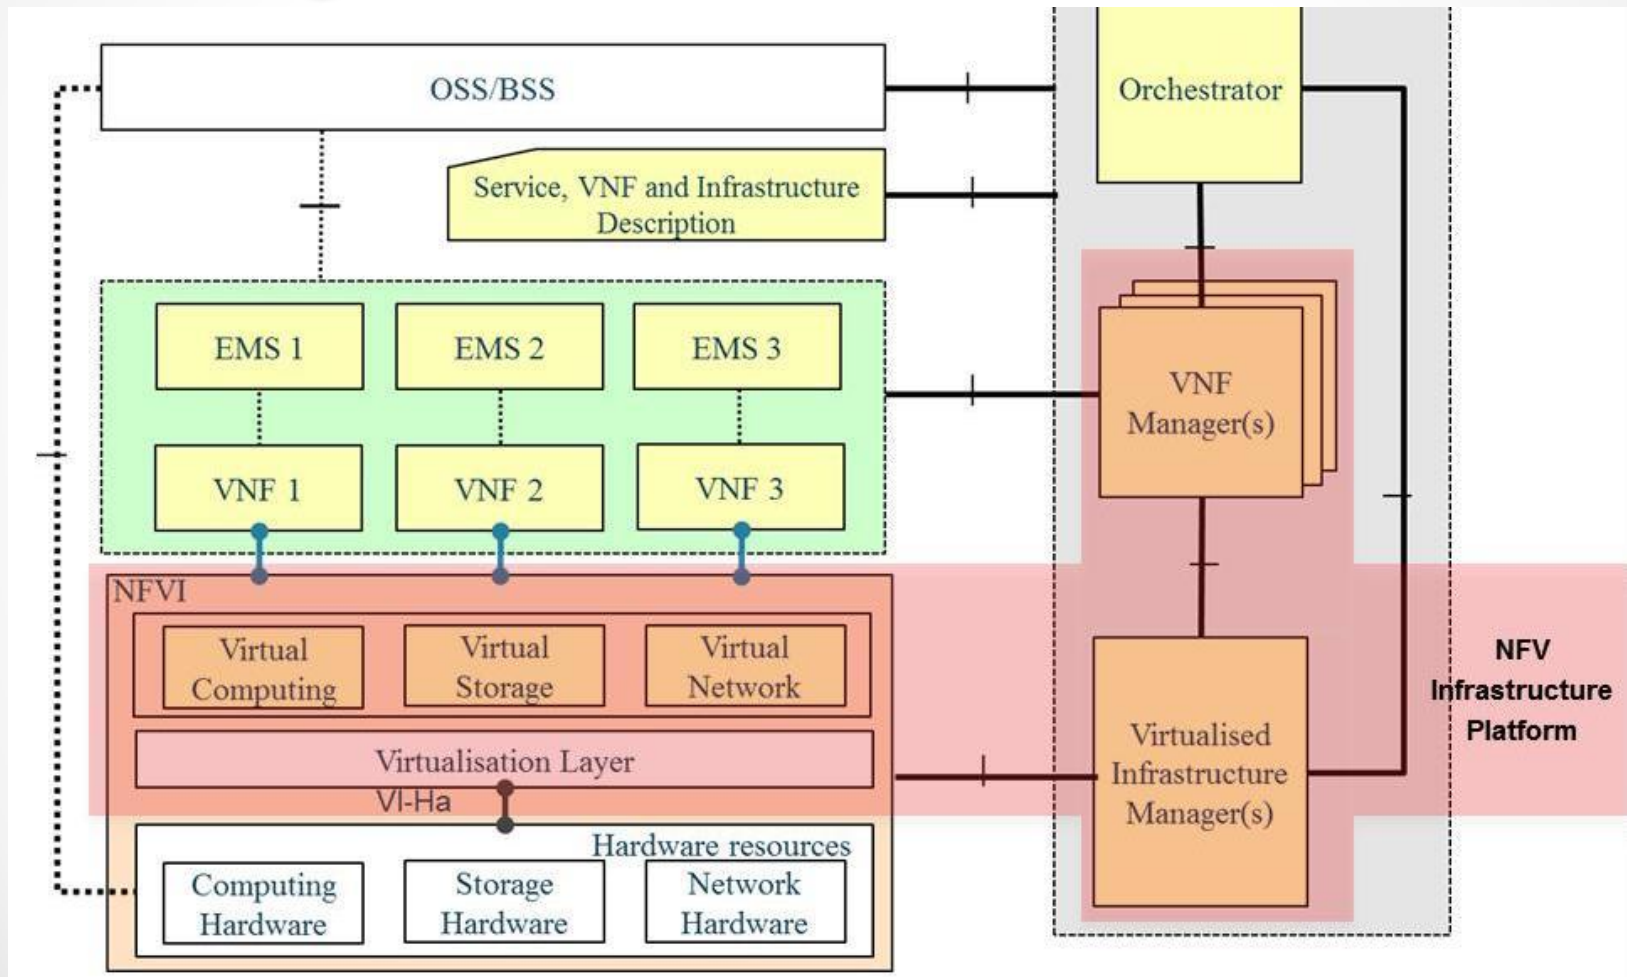 OSS/BSS
Orchestrator
Service, VNF and Infrastructure
Description
EMS 1
EMS 2
EMS 3
VNF
Manager(s)
VNF 1
VNF 2
VNF 3
NFVI
Virtual
Computing
Virtual
Storage
Virtual
Network
NFV
Infrastructure
Platform
Virtualisation Layer
Virtualised
Infrastructure
Manager(s)
VI-Ha
Hardware resources
Computing
Hardware
Storage
Hardware
Network
Hardware